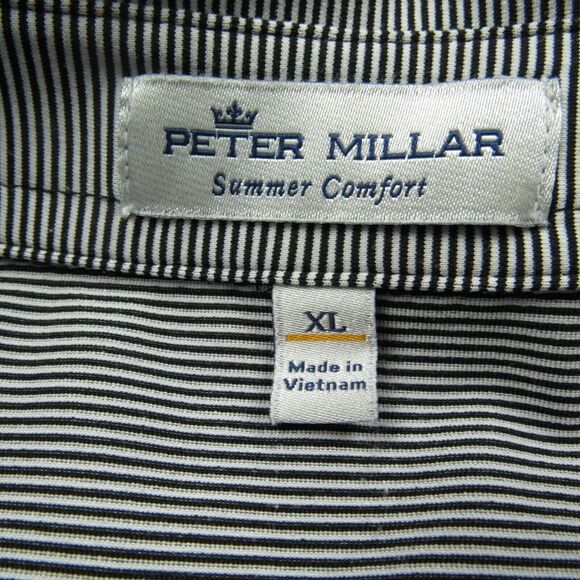 PETER MILLAR
Summer Comfort
XL
Made in
Vietnam